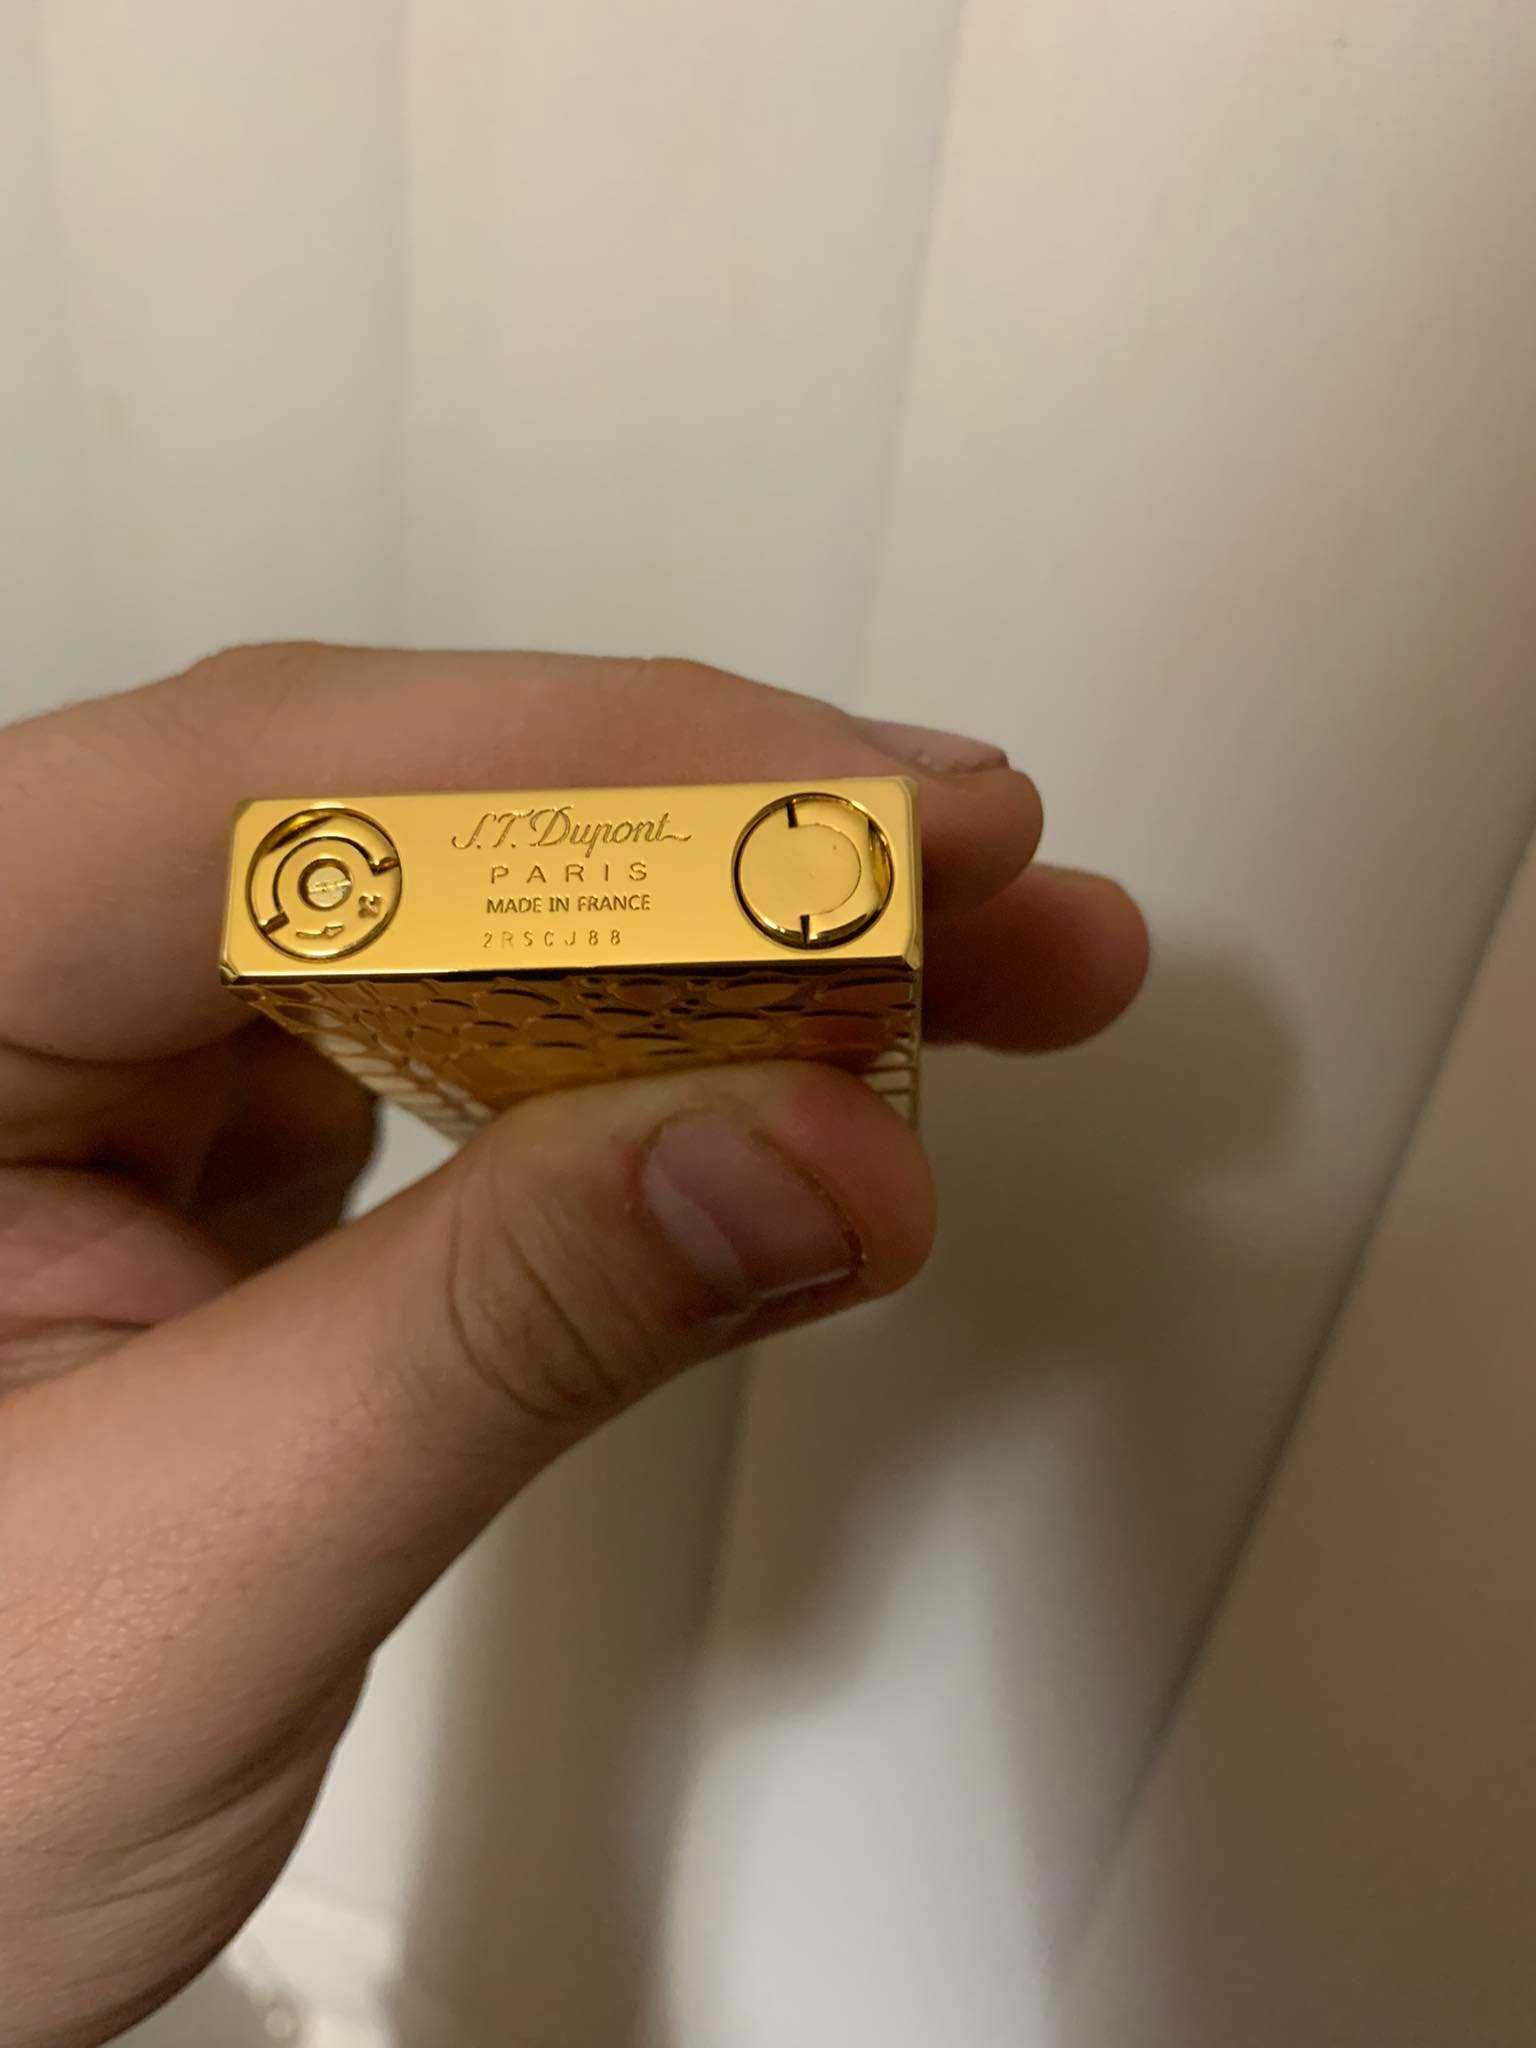 S.T. Dupont
PARIS
MADE IN FRANCE
2RSCJ88